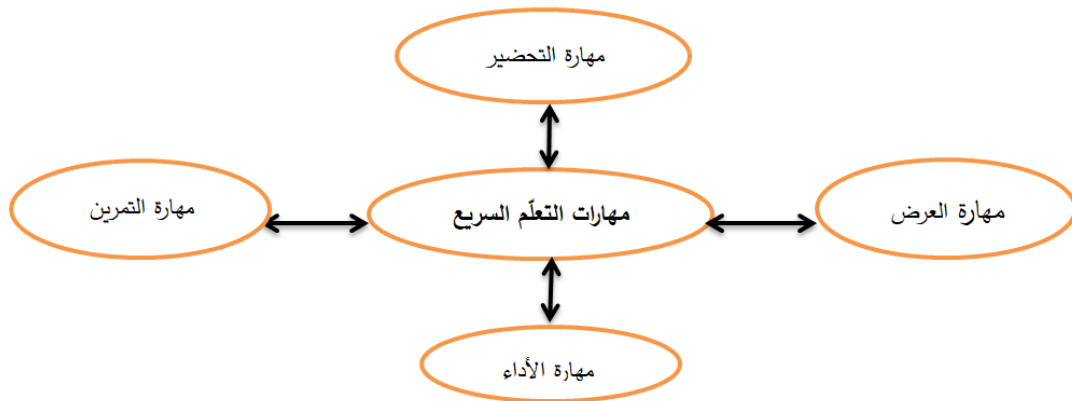 مهارة التحضير
مهارة العرض
مهارات التعلّم السريع
مهارة التمرين
مهارة الأداء